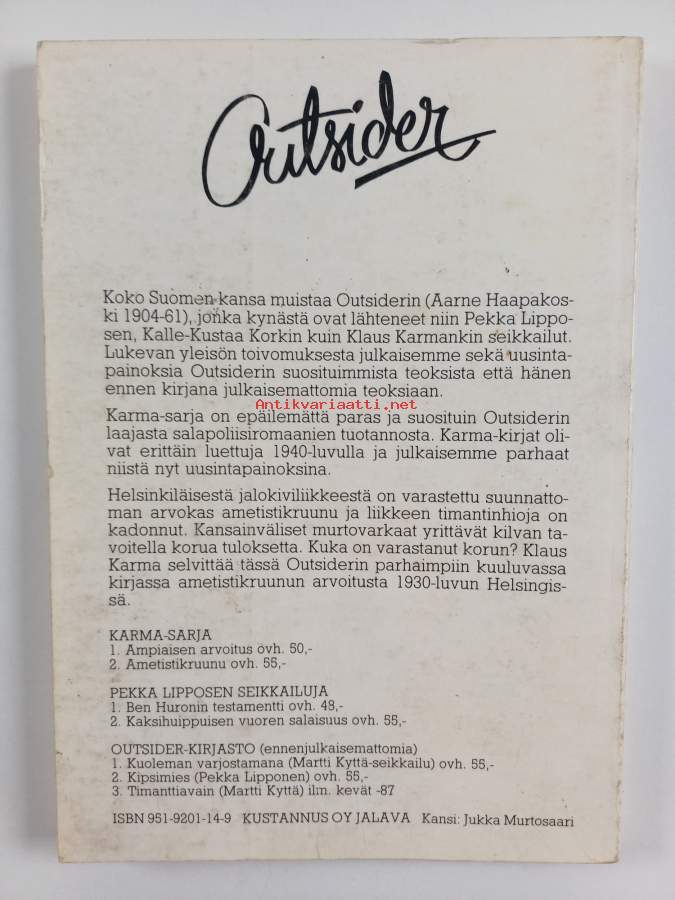 Outsider
Koko Suomen kansa muistaa Outsiderin (Aarne Haapakos-
ki 1904-61), jonka kynästä ovat lähteneet niin Pekka Lippo-
sen, Kalle-Kustaa Korkin kuin Klaus Karmankin seikkailut.
Lukevan yleisön toivomuksesta julkaisemme sekä uusinta-
painoksia Outsiderin suosituimmista teoksista että hänen
ennen kirjana julkaisemattomia teoksiaan.
Antikvariaatti.net
Karma-sarja on epäilemättä paras ja suosituin Outsiderin
laajasta salapoliisiromaanien tuotannosta. Karma-kirjat oli-
vat erittäin luettuja 1940-luvulla ja julkaisemme parhaat
niistä nyt uusintapainoksina.
Helsinkiläisestä jalokiviliikkeestä on varastettu suunnatto-
man arvokas ametistikruunu ja liikkeen timantinhioja on
kadonnut. Kansainväliset murtovarkaat yrittävät kilvan ta-
voitella korua tuloksetta. Kuka on varastanut korun? Klaus
Karma selvittää tässä Outsiderin parhaimpiin kuuluvassa
kirjassa ametistikruunun arvoitusta 1930-luvun Helsingis-
sä.
KARMA-SARJA
1. Ampiaisen arvoitus ovh. 50,-
2. Ametistikruunu ovh. 55,-
PEKKA LIPPOSEN SEIKKAILUJA
1. Ben Huronin testamentti ovh. 48,-
2. Kaksihuippuisen vuoren salaisuus ovh. 55,-
OUTSIDER-KIRJASTO (ennenjulkaisemattomia)
1. Kuoleman varjostamana (Martti Kyttä-seikkailu) ovh. 55,-
2. Kipsimies (Pekka Lipponen) ovh. 55,-
3. Timanttiavain (Martti Kyttä) ilm. kevät -87
ISBN 951-9201-14-9 KUSTANNUS OY JALAVA Kansi: Jukka Murtosaari